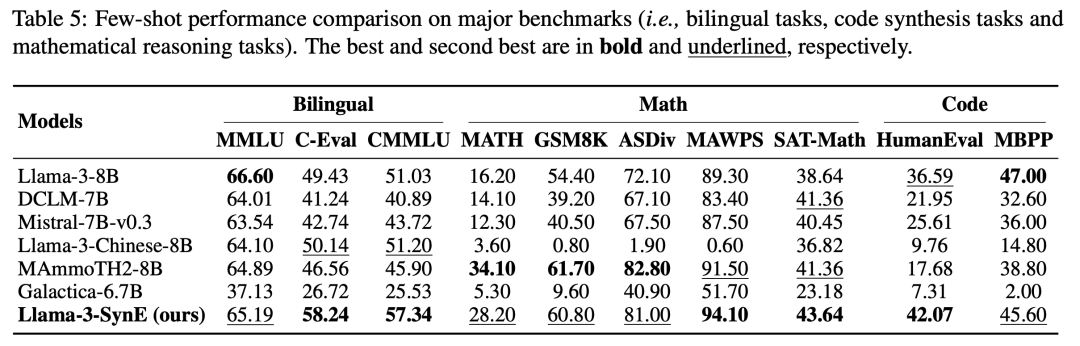 Table 5: Few-shot performance comparison on major benchmarks (i.e., bilingual tasks, code synthesis tasks and
mathematical reasoning tasks). The best and second best are in bold and underlined, respectively.
Models Bilingual Math Code
MMLU C-Eval CMMLU MATH GSM8K ASDiv MAWPS SAT-Math HumanEval MBPP
Llama-3-8B 66.60 49.43 51.03 16.20 54.40 72.10 89.30 38.64 36.59 47.00
DCLM-7B 64.01 41.24 40.89 14.10 39.20 67.10 83.40 41.36 21.95 32.60
Mistral-7B-v0.3 63.54 42.74 43.72 12.30 40.50 67.50 87.50 40.45 25.61 36.00
Llama-3-Chinese-8B 64.10 50.14 51.20 3.60 0.80 1.90 0.60 36.82 9.76 14.80
MAmmoTH2-8B 64.89 46.56 45.90 34.10 61.70 82.80 91.50 41.36 17.68 38.80
Galactica-6.7B 37.13 26.72 25.53 5.30 9.60 40.90 51.70 23.18 7.31 2.00
Llama-3-SynE (ours) 65.19 58.24 57.34 28.20 60.80 81.00 94.10 43.64 42.07 45.60